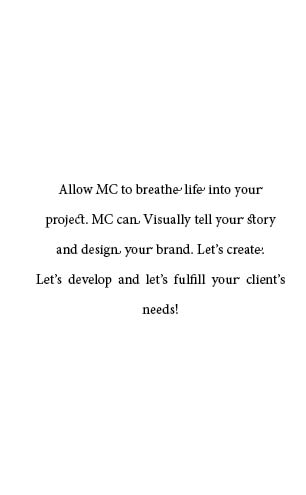 Allow MC to breathe life into your
project. MC can Visually tell your story
and design your brand. Let's create.
Let's develop and let's fulfill your client's
needs!